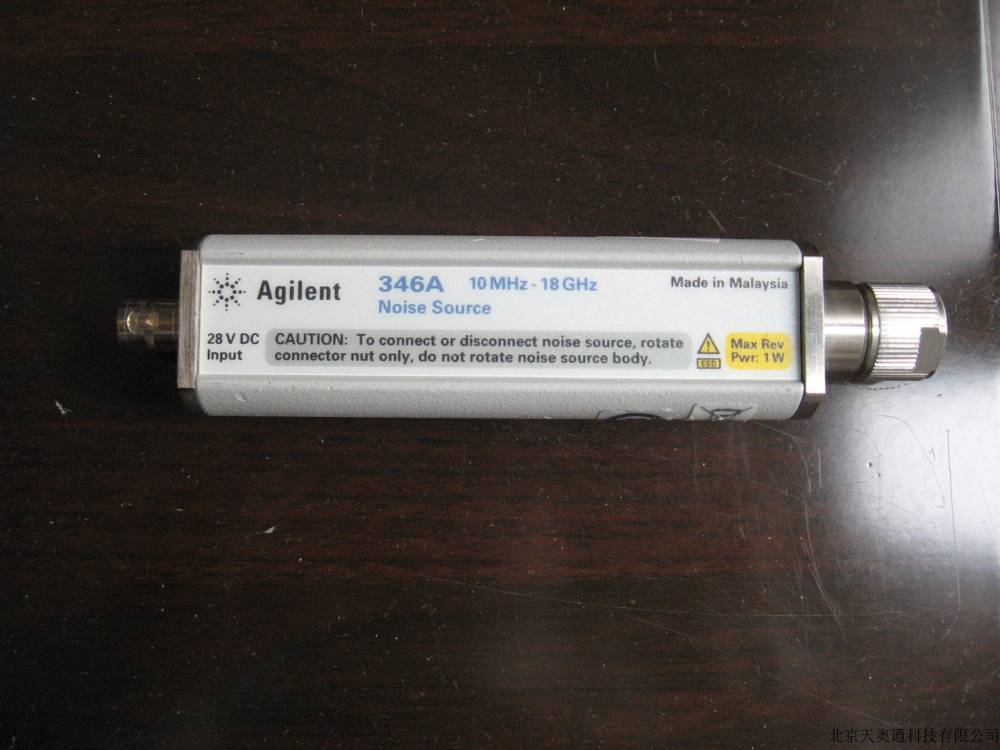 Agilent
346A 10 MHz - 18 GHz
Noise Source
Made in Malaysia
28 V DC
Input
CAUTION: To connect or disconnect noise source, rotate
connector nut only, do not rotate noise source body.
ESD
Max Rev
Pwr: 1W
北京天奥通科技有限公司